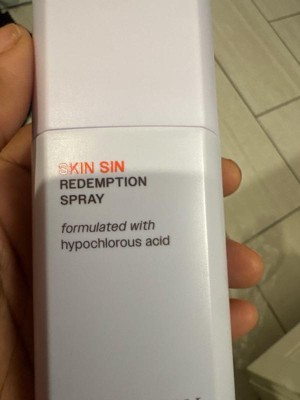 SKIN SIN
REDEMPTION
SPRAY
formulated with
hypochlorous acid